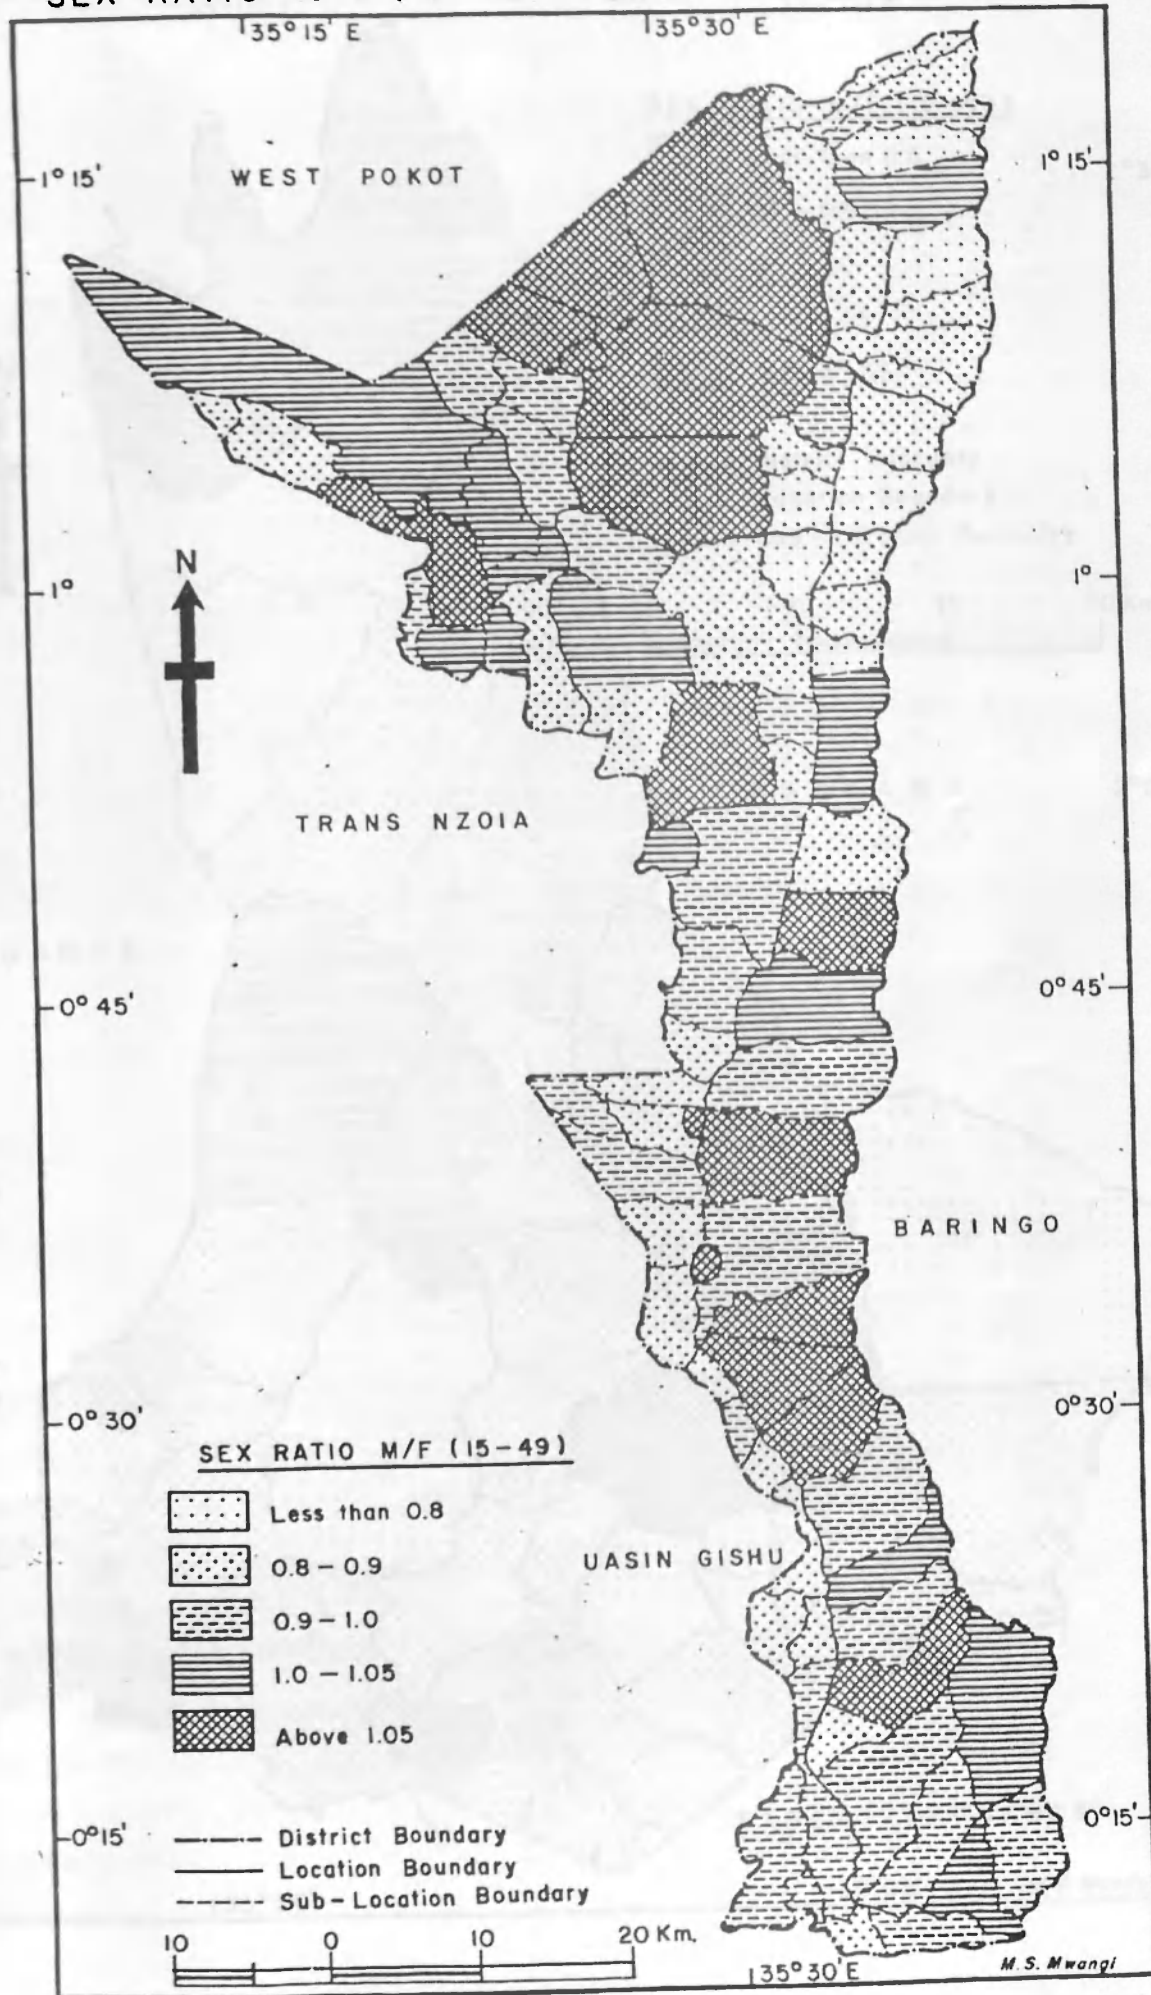 SEX RATIO
35°15' E
35°30' E
1° 15'
WEST POKOT
1° 15'
N
1°
1°
TRANS NZOIA
0° 45'
0° 45'
BARINGO
0° 30'
0° 30'
SEX RATIO M/F (15-49)
Less than 0.8
0.8-0.9
UASIN GISHU
0.9-1.0
1.0-1.05
Above 1.05
0°15'
0° 15'
District Boundary
Location Boundary
Sub-Location Boundary
10 0 10 20 Km.
35°30'E
M.S. Mwangi